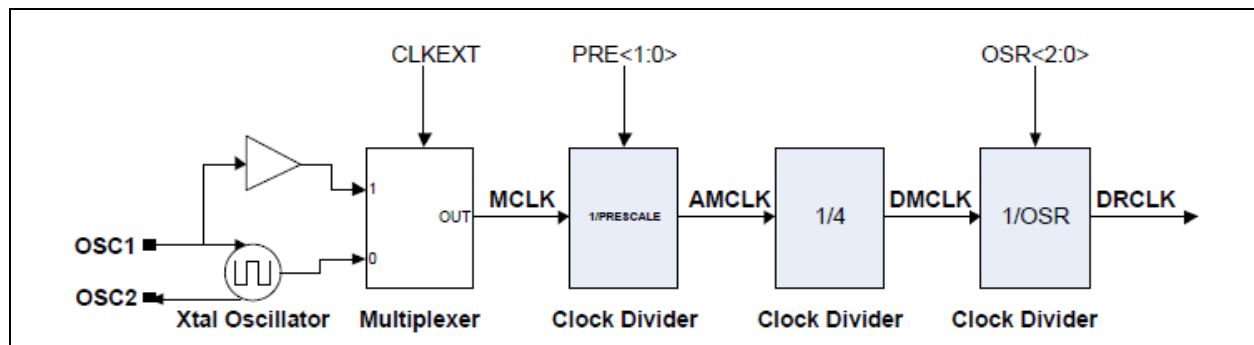 CLKEXT PRE<1:0> OSR<2:0>
1
MCLK AMCLK DMCLK DRCLK
OUT 1/PRESCALE 1/4 1/OSR
OSC1
0
OSC2
Xtal Oscillator Multiplexer Clock Divider Clock Divider Clock Divider